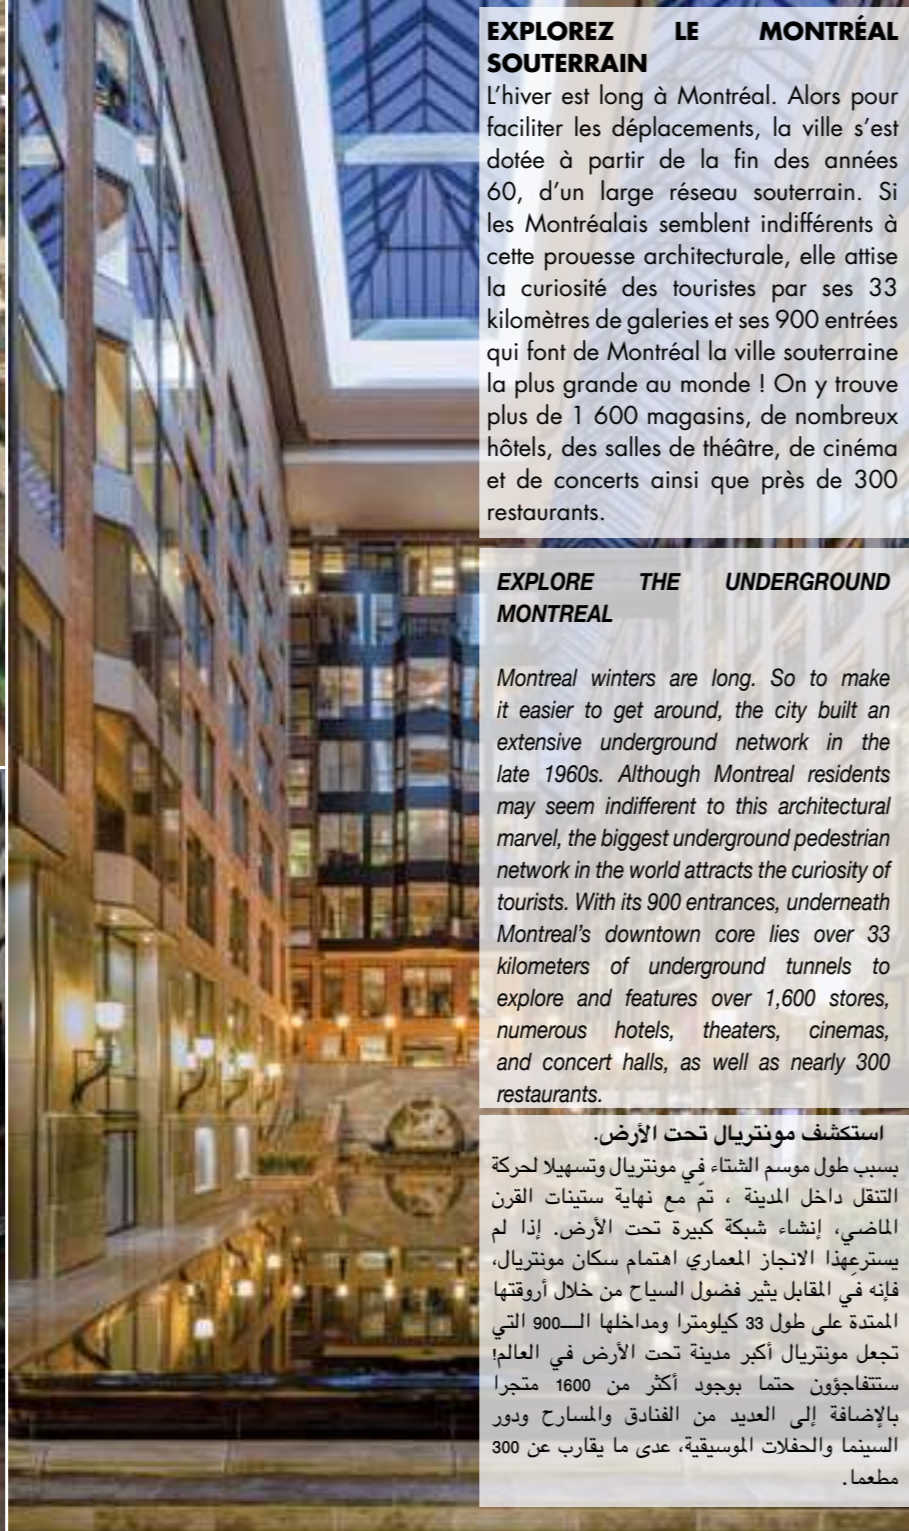 EXPLOREZ LE MONTRÉAL
SOUTERRAIN
L’hiver est long à Montréal. Alors pour
faciliter les déplacements, la ville s’est
dotée à partir de la fin des années
60, d’un large réseau souterrain. Si
les Montréalais semblent indifférents à
cette prouesse architecturale, elle attise
la curiosité des touristes par ses 33
kilomètres de galeries et ses 900 entrées
qui font de Montréal la ville souterraine
la plus grande au monde ! On y trouve
plus de 1 600 magasins, de nombreux
hôtels, des salles de théâtre, de cinéma
et de concerts ainsi que près de 300
restaurants.
EXPLORE THE UNDERGROUND
MONTREAL
Montreal winters are long. So to make
it easier to get around, the city built an
extensive underground network in the
late 1960s. Although Montreal residents
may seem indifferent to this architectural
marvel, the biggest underground pedestrian
network in the world attracts the curiosity of
tourists. With its 900 entrances, underneath
Montreal’s downtown core lies over 33
kilometers of underground tunnels to
explore and features over 1,600 stores,
numerous hotels, theaters, cinemas,
and concert halls, as well as nearly 300
restaurants.
استكشف مونتريال تحت الأرض.
بسبب طول موسم الشتاء في مونتريال وتسهيلا لحركة
التنقل داخل المدينة ، تمّ مع نهاية ستينات القرن
الماضي، إنشاء شبكة كبيرة تحت الأرض. إذا لم
يسترعِهذا الانجاز المعماري اهتمام سكان مونتريال،
فإنه في المقابل يثير فضول السياح من خلال أروقتها
الممتدة على طول 33 كيلومترا ومداخلها الــ900 التي
تجعل مونتريال أكبر مدينة تحت الأرض في العالم!
ستتفاجؤون حتما بوجود أكثر من 1600 متجرا
بالإضافة إلى العديد من الفنادق والمسارح ودور
السينما والحفلات الموسيقية، عدى ما يقارب عن 300
مطعما.